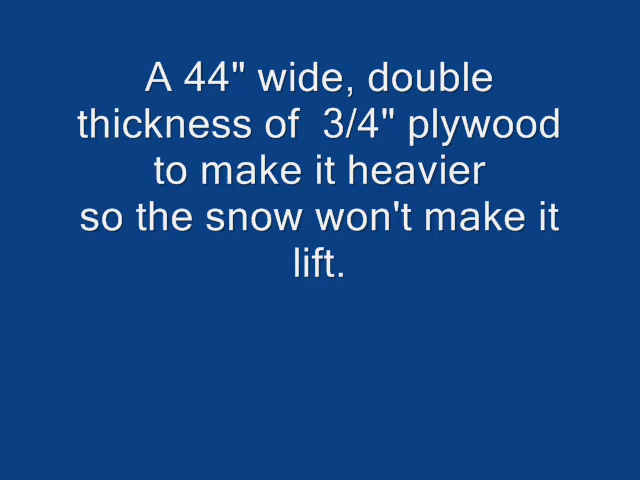 A 44" wide, double
thickness of  3/4" plywood
to make it heavier
so the snow won't make it
lift.